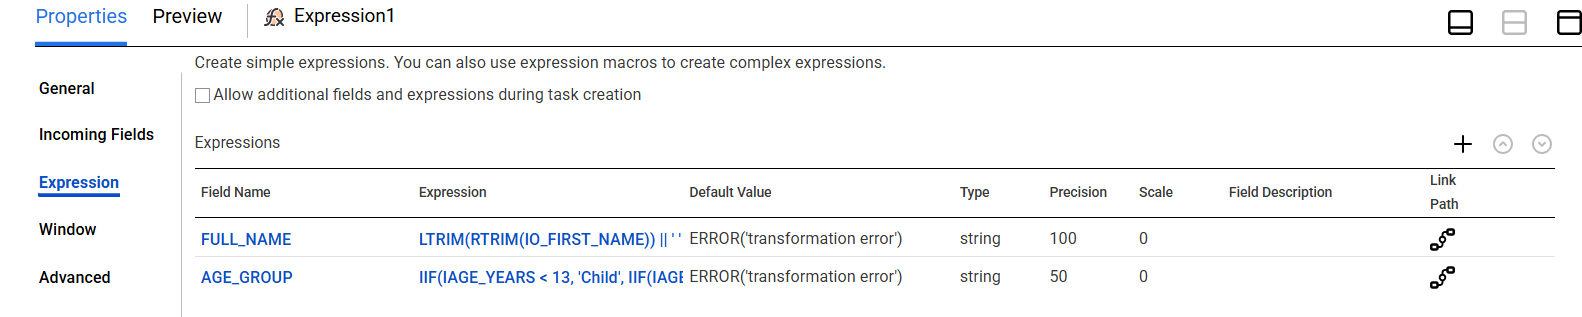 Properties Preview Expression1
Create simple expressions. You can also use expression macros to create complex expressions.
General
Allow additional fields and expressions during task creation
Incoming Fields
Expressions
Expression
Field Name Expression Default Value Type Precision Scale Field Description Link Path
Window
FULL_NAME LTRIM(RTRIM(IO_FIRST_NAME)) || ' ' ERROR('transformation error') string 100 0
Advanced
AGE_GROUP IIF(IAGE_YEARS < 13, 'Child', IIF(IAGE ERROR('transformation error') string 50 0